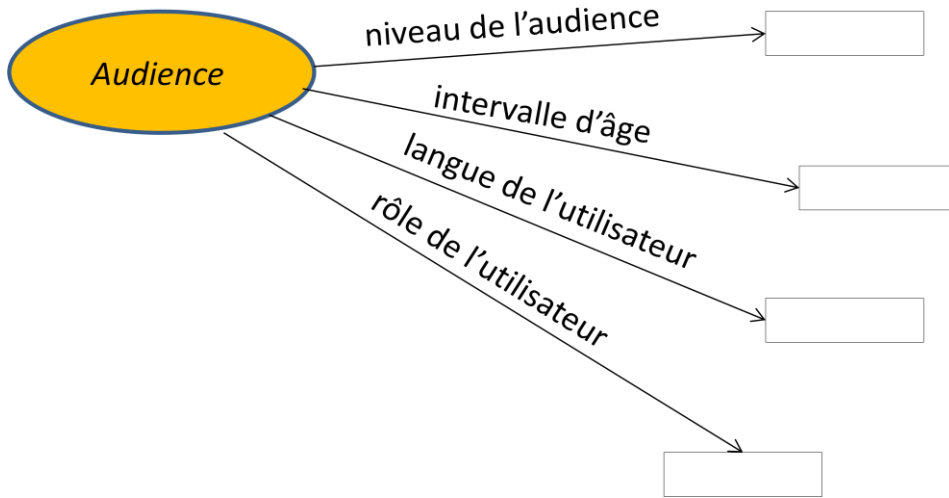 Audience
niveau de l’audience
intervalle d’âge
langue de l’utilisateur
rôle de l’utilisateur